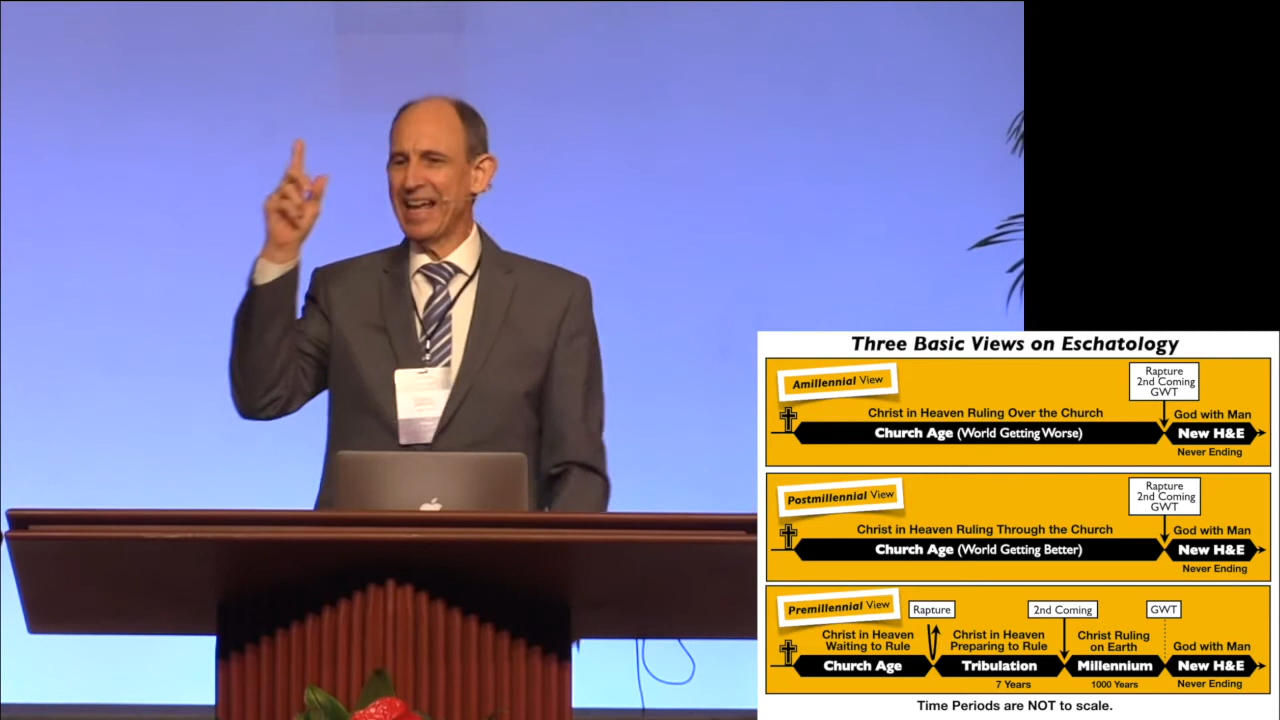 Three Basic Views on Eschatology
Amillennial View
Rapture
2nd Coming
GWT
Christ in Heaven Ruling Over the Church
God with Man
Church Age (World Getting Worse)
New H&E
Never Ending
Postmillennial View
Rapture
2nd Coming
GWT
Christ in Heaven Ruling Through the Church
God with Man
Church Age (World Getting Better)
New H&E
Never Ending
Premillennial View
Rapture
2nd Coming
GWT
Christ in Heaven
Waiting to Rule
Christ in Heaven
Preparing to Rule
Christ Ruling
on Earth
God with Man
Church Age
Tribulation
Millennium
New H&E
7 Years
1000 Years
Never Ending
Time Periods are NOT to scale.